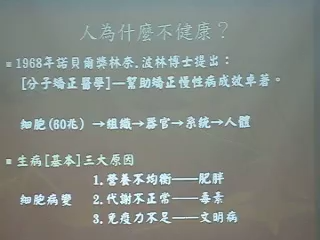 人為什麼不健康？
1968年諾貝爾獎林奈.波林博士提出：
[分子矯正醫學]—幫助矯正慢性病成效卓著。
細胞(60兆) →組織→器官→系統→人體
生病[基本]三大原因
1.營養不均衡——肥胖
細胞病變 2.代謝不正常——毒素
3.免疫力不足——文明病